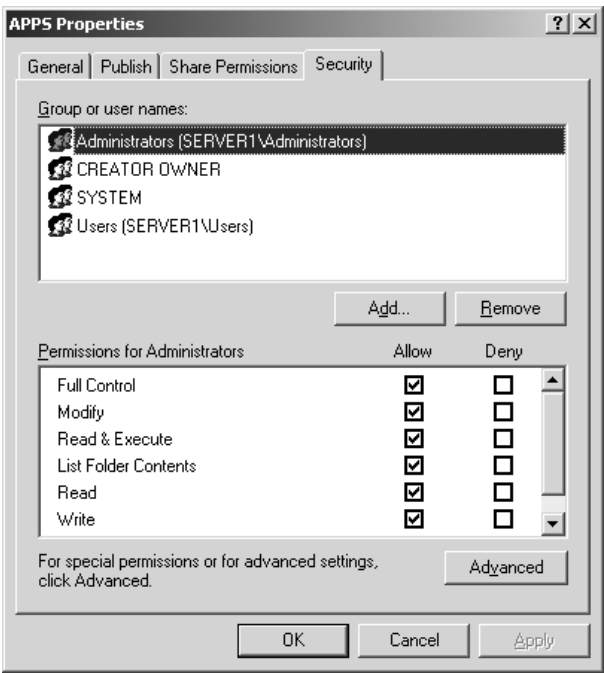 APPS Properties
General Publish Share Permissions Security
Group or user names:
Administrators (SERVER1\Administrators)
CREATOR OWNER
SYSTEM
Users (SERVER1\Users)
Add... Remove
Permissions for Administrators Allow Deny
Full Control
Modify
Read & Execute
List Folder Contents
Read
Write
For special permissions or for advanced settings,
click Advanced.
Advanced
OK Cancel Apply